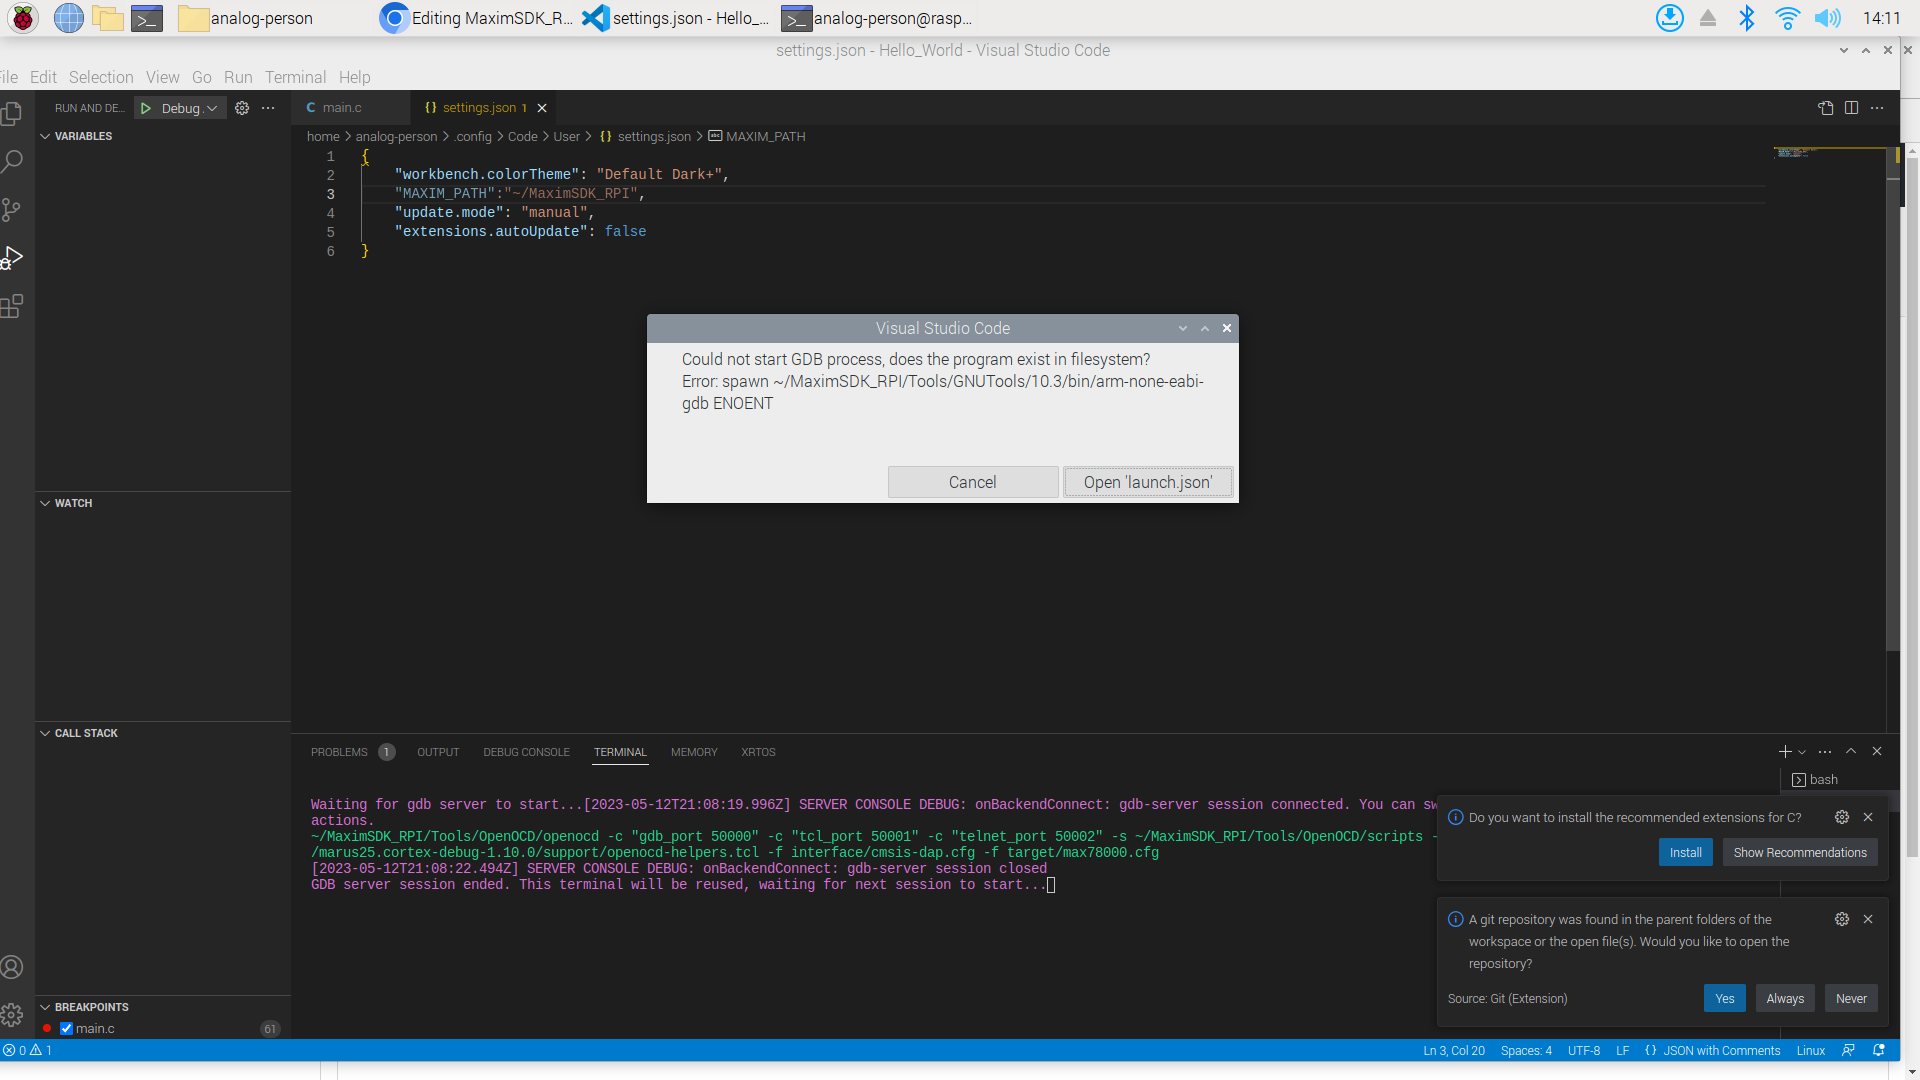 analog-person
Editing MaximSDK_R...
settings.json - Hello_...
analog-person@rasp...
14:11
settings.json - Hello_World - Visual Studio Code
ile Edit Selection View Go Run Terminal Help
RUN AND DE...
Debug
main.c
settings.json 1
home > analog-person > .config > Code > User > {} settings.json > MAXIM_PATH
VARIABLES
1 {
2 "workbench.colorTheme": "Default Dark+",
3 "MAXIM_PATH":"~/MaximSDK_RPI",
4 "update.mode": "manual",
5 "extensions.autoUpdate": false
6 }
Visual Studio Code
Could not start GDB process, does the program exist in filesystem?
Error: spawn ~/MaximSDK_RPI/Tools/GNUTools/10.3/bin/arm-none-eabi-
gdb ENOENT
Cancel
Open 'launch.json'
WATCH
CALL STACK
PROBLEMS 1 OUTPUT DEBUG CONSOLE TERMINAL MEMORY XRTOS
bash
Waiting for gdb server to start...[2023-05-12T21:08:19.996Z] SERVER CONSOLE DEBUG: onBackendConnect: gdb-server session connected. You can sw
actions.
~/MaximSDK_RPI/Tools/OpenOCD/openocd -c "gdb_port 50000" -c "tcl_port 50001" -c "telnet_port 50002" -s ~/MaximSDK_RPI/Tools/OpenOCD/scripts -
/marus25.cortex-debug-1.10.0/support/openocd-helpers.tcl -f interface/cmsis-dap.cfg -f target/max78000.cfg
[2023-05-12T21:08:22.494Z] SERVER CONSOLE DEBUG: onBackendConnect: gdb-server session closed
GDB server session ended. This terminal will be reused, waiting for next session to start...
Do you want to install the recommended extensions for C?
Install
Show Recommendations
A git repository was found in the parent folders of the
workspace or the open file(s). Would you like to open the
repository?
Source: Git (Extension)
Yes
Always
Never
BREAKPOINTS
main.c
61
0 1
Ln 3, Col 20
Spaces: 4
UTF-8
LF
{} JSON with Comments
Linux